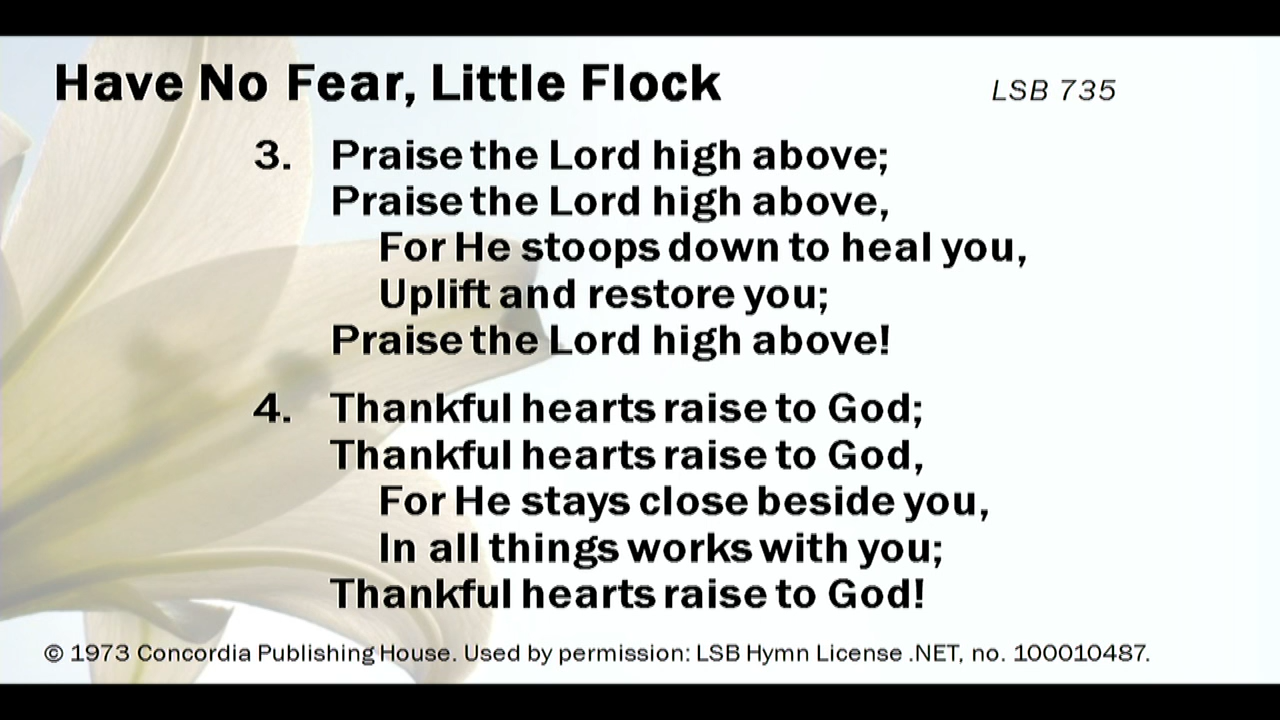 Have No Fear, Little Flock LSB 735
3. Praise the Lord high above;
Praise the Lord high above,
For He stoops down to heal you,
Uplift and restore you;
Praise the Lord high above!
4. Thankful hearts raise to God;
Thankful hearts raise to God,
For He stays close beside you,
In all things works with you;
Thankful hearts raise to God!
© 1973 Concordia Publishing House. Used by permission: LSB Hymn License .NET, no. 100010487.